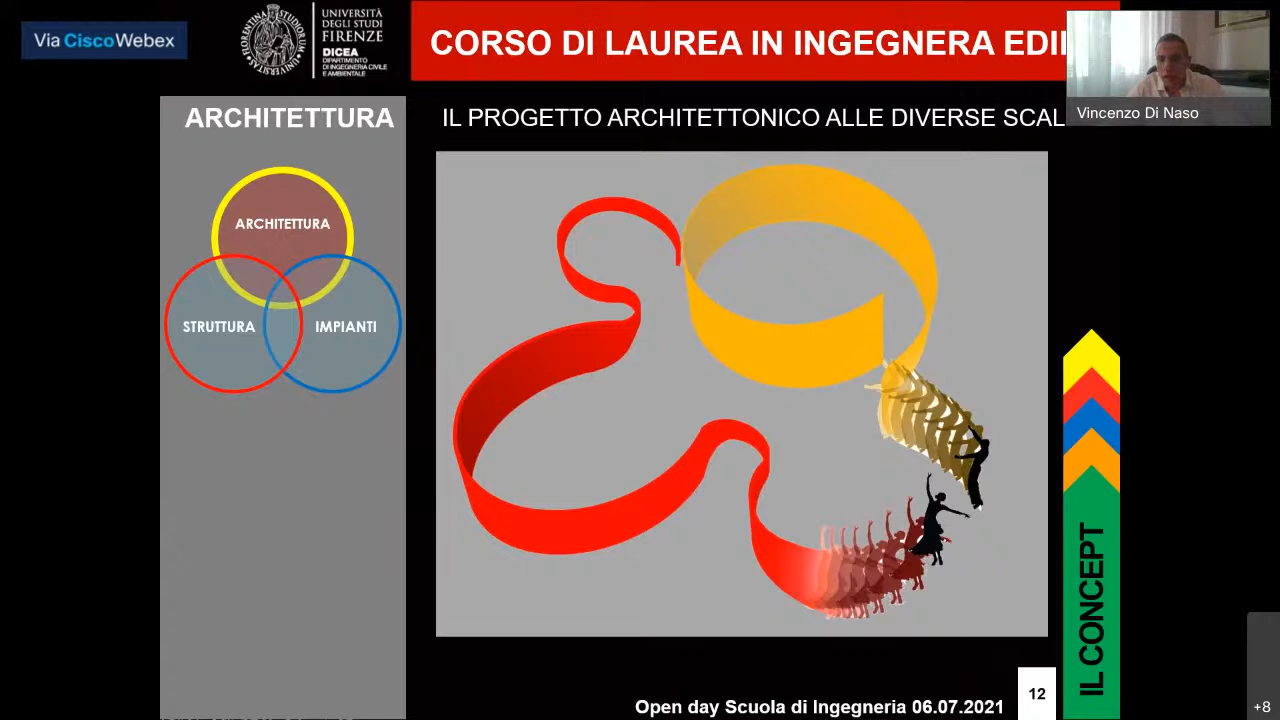 Via CiscoWebex
UNIVERSITÀ
DEGLI STUDI
FIRENZE
DICEA
DIPARTIMENTO
DI INGEGNERIA CIVILE
E AMBIENTALE
CORSO DI LAUREA IN INGEGNERA EDI
Vincenzo Di Naso
ARCHITETTURA
IL PROGETTO ARCHITETTONICO ALLE DIVERSE SCAL
ARCHITETTURA
STRUTTURA
IMPIANTI
IL CONCEPT
12
Open day Scuola di Ingegneria 06.07.2021
+8